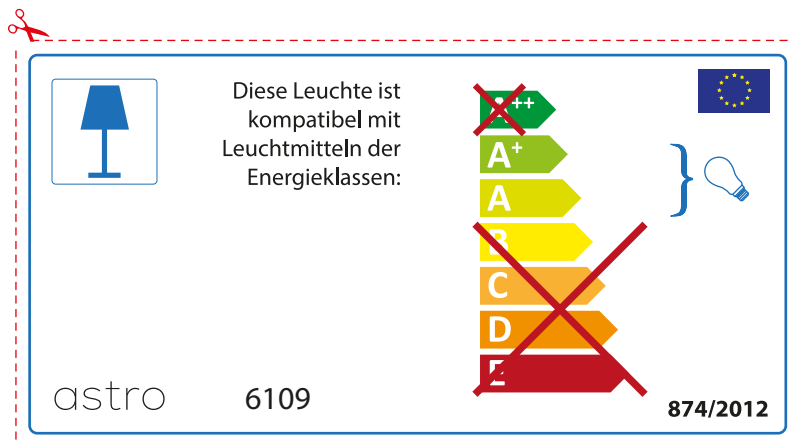 Diese Leuchte ist
kompatibel mit
Leuchtmitteln der
Energieklassen:
A++
A+
A
B
C
D
E
astro
6109
874/2012